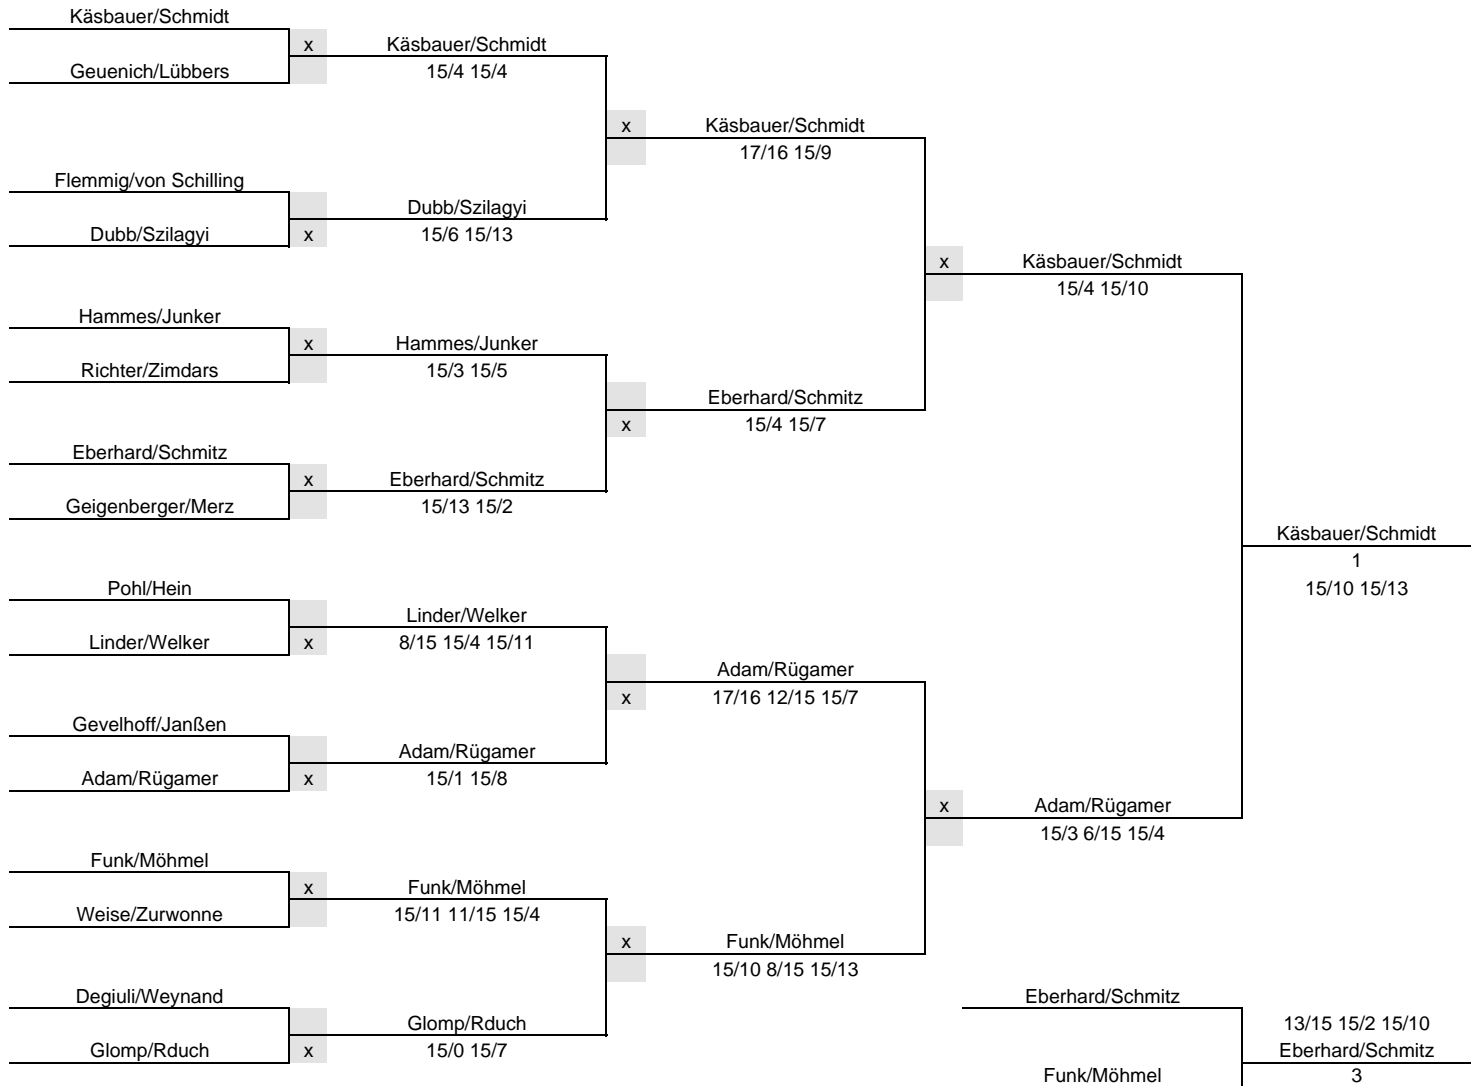 Käsbauer/Schmidt
x Käsbauer/Schmidt
Geuenich/Lübbers 15/4 15/4
x Käsbauer/Schmidt
17/16 15/9
Flemmig/von Schilling
Dubb/Szilagyi
Dubb/Szilagyi x 15/6 15/13
x Käsbauer/Schmidt
15/4 15/10
Hammes/Junker
x Hammes/Junker
Richter/Zimdars 15/3 15/5
Eberhard/Schmitz
x 15/4 15/7
Eberhard/Schmitz
x Eberhard/Schmitz
Geigenberger/Merz 15/13 15/2
Käsbauer/Schmidt
1
15/10 15/13
Pohl/Hein
Linder/Welker
Linder/Welker x 8/15 15/4 15/11
Adam/Rügamer
x 17/16 12/15 15/7
Gevelhoff/Janßen
Adam/Rügamer
Adam/Rügamer x 15/1 15/8
x Adam/Rügamer
15/3 6/15 15/4
Funk/Möhmel
x Funk/Möhmel
Weise/Zurwonne 15/11 11/15 15/4
x Funk/Möhmel
15/10 8/15 15/13
Degiuli/Weynand Eberhard/Schmitz
Glomp/Rduch 13/15 15/2 15/10
Glomp/Rduch x 15/0 15/7 Eberhard/Schmitz
Funk/Möhmel 3